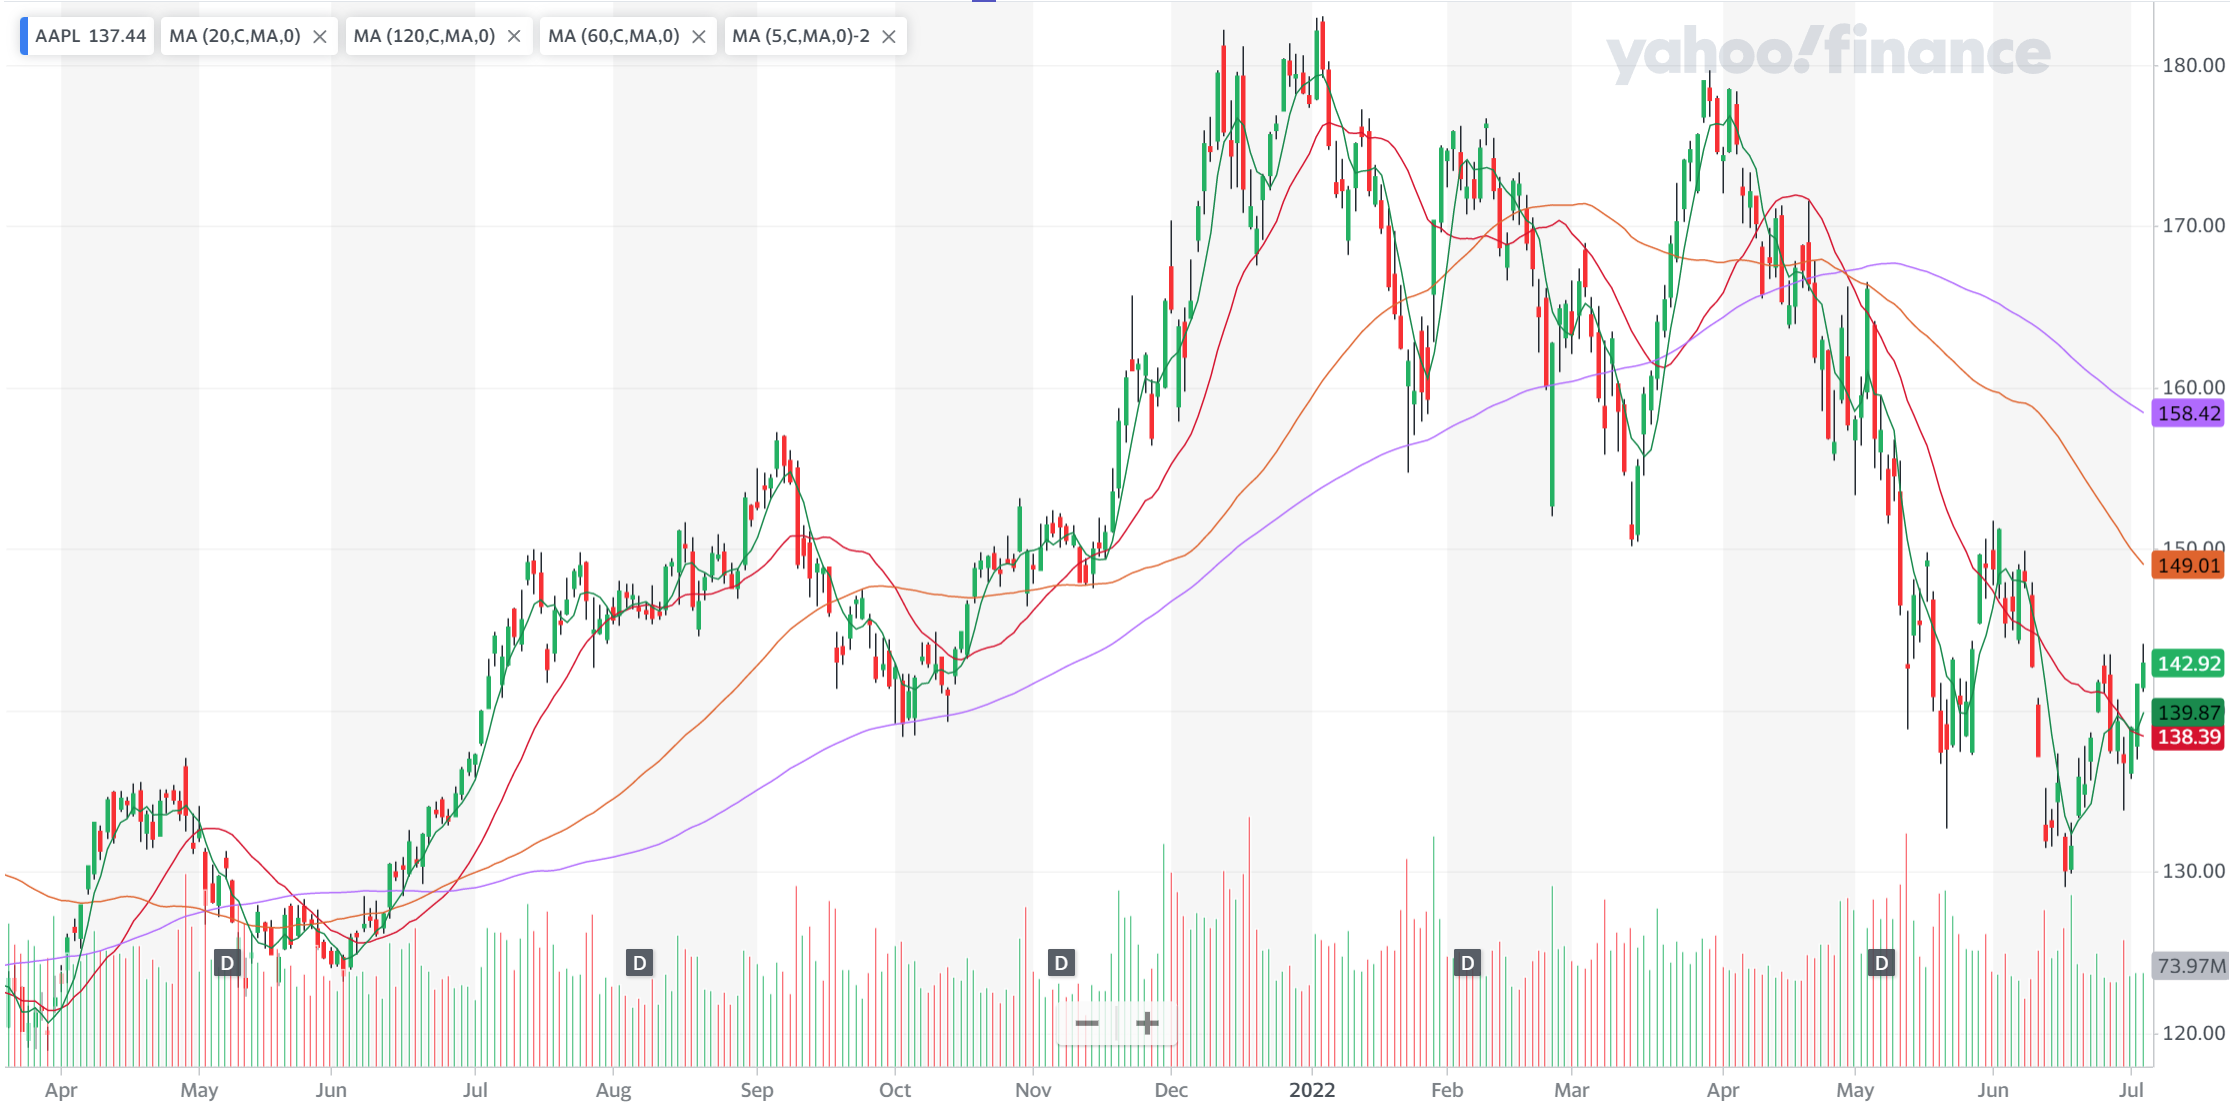 AAPL 137.44 MA (20,C,MA,0) MA (120,C,MA,0) MA (60,C,MA,0) MA (5,C,MA,0)-2
yahoo!finance
180.00
170.00
160.00
158.42
150.00
149.01
142.92
139.87
138.39
130.00
D D D D D
73.97M
120.00
Apr May Jun Jul Aug Sep Oct Nov Dec 2022 Feb Mar Apr May Jun Jul